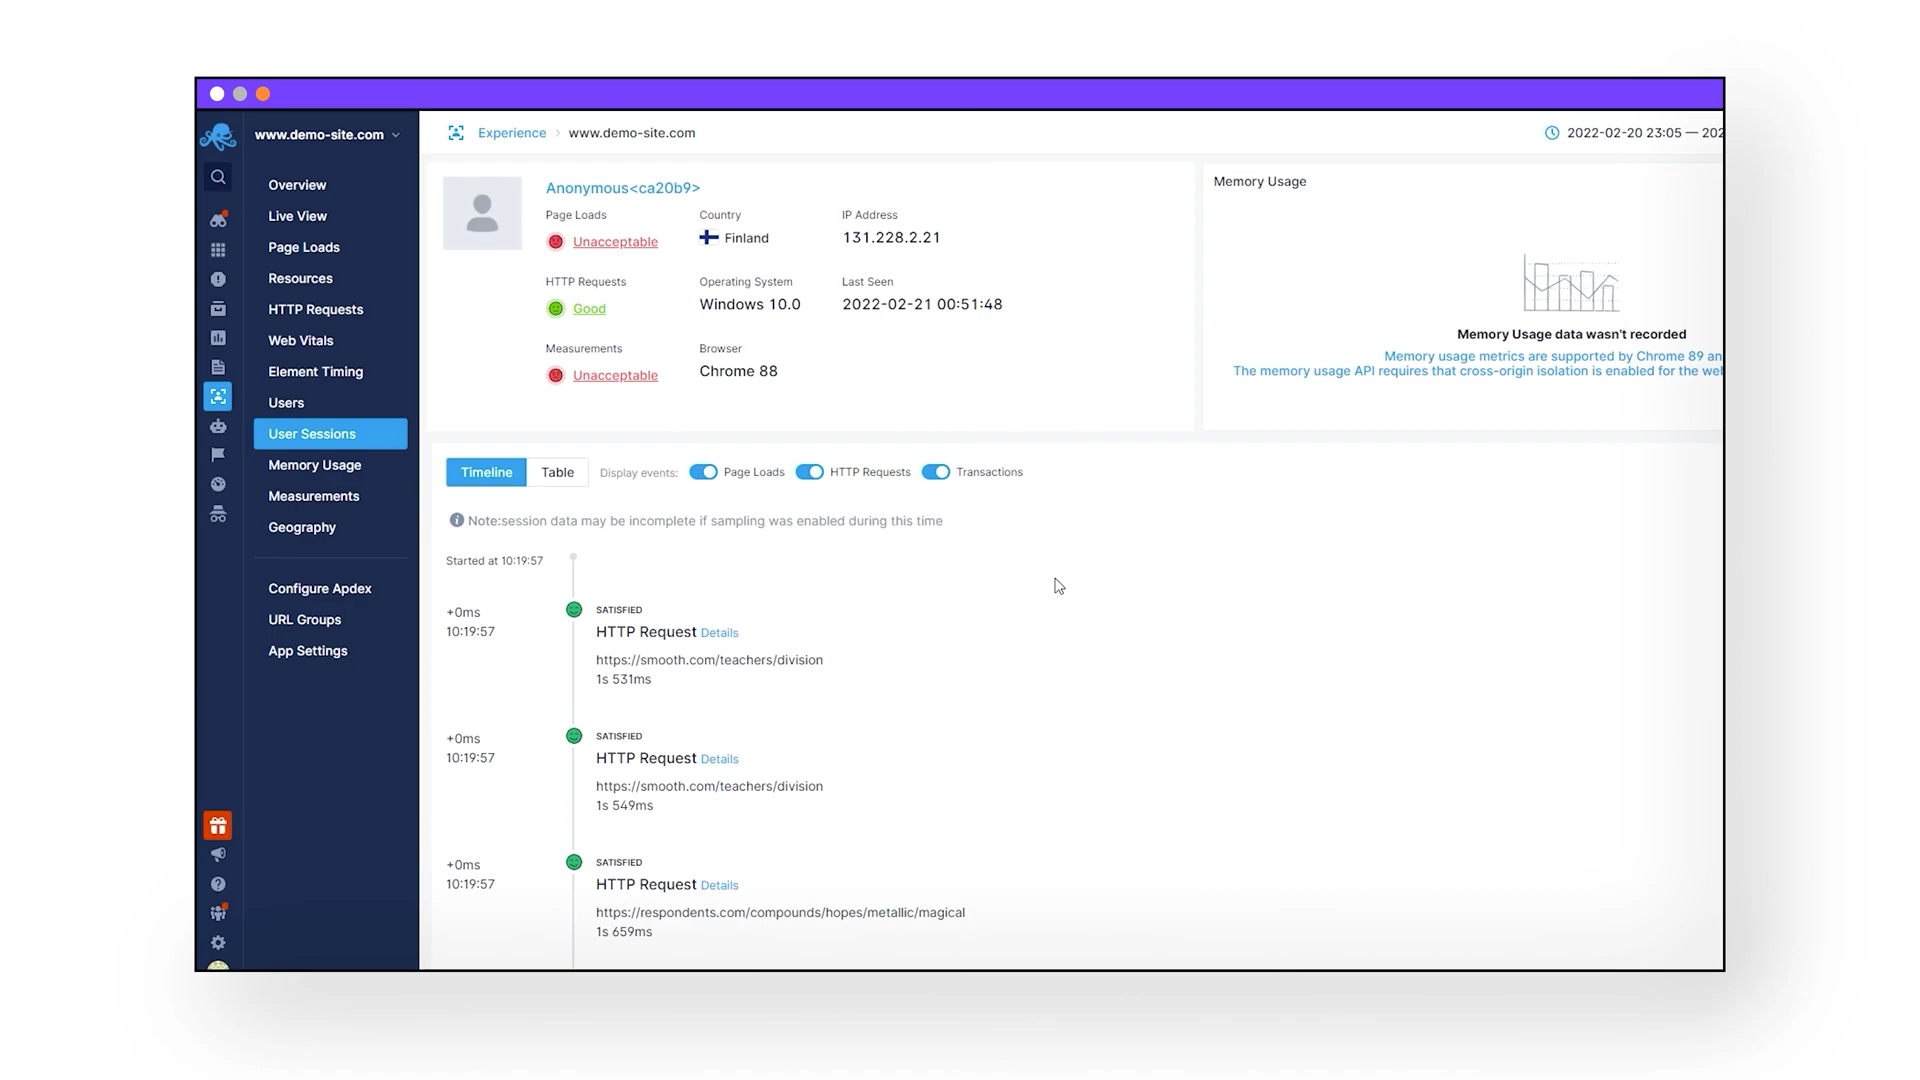 www.demo-site.com
Experience > www.demo-site.com
2022-02-20 23:05 — 202
Overview
Live View
Page Loads
Resources
HTTP Requests
Web Vitals
Element Timing
Users
User Sessions
Memory Usage
Measurements
Geography
Configure Apdex
URL Groups
App Settings
Anonymous<ca20b9>
Page Loads
Unacceptable
Country
Finland
IP Address
131.228.2.21
HTTP Requests
Good
Operating System
Windows 10.0
Last Seen
2022-02-21 00:51:48
Measurements
Unacceptable
Browser
Chrome 88
Memory Usage
Memory Usage data wasn't recorded
Memory usage metrics are supported by Chrome 89 an
The memory usage API requires that cross-origin isolation is enabled for the we
Timeline Table Display events: Page Loads HTTP Requests Transactions
Note:session data may be incomplete if sampling was enabled during this time
Started at 10:19:57
+0ms
10:19:57
SATISFIED
HTTP Request Details
https://smooth.com/teachers/division
1s 531ms
+0ms
10:19:57
SATISFIED
HTTP Request Details
https://smooth.com/teachers/division
1s 549ms
+0ms
10:19:57
SATISFIED
HTTP Request Details
https://respondents.com/compounds/hopes/metallic/magical
1s 659ms